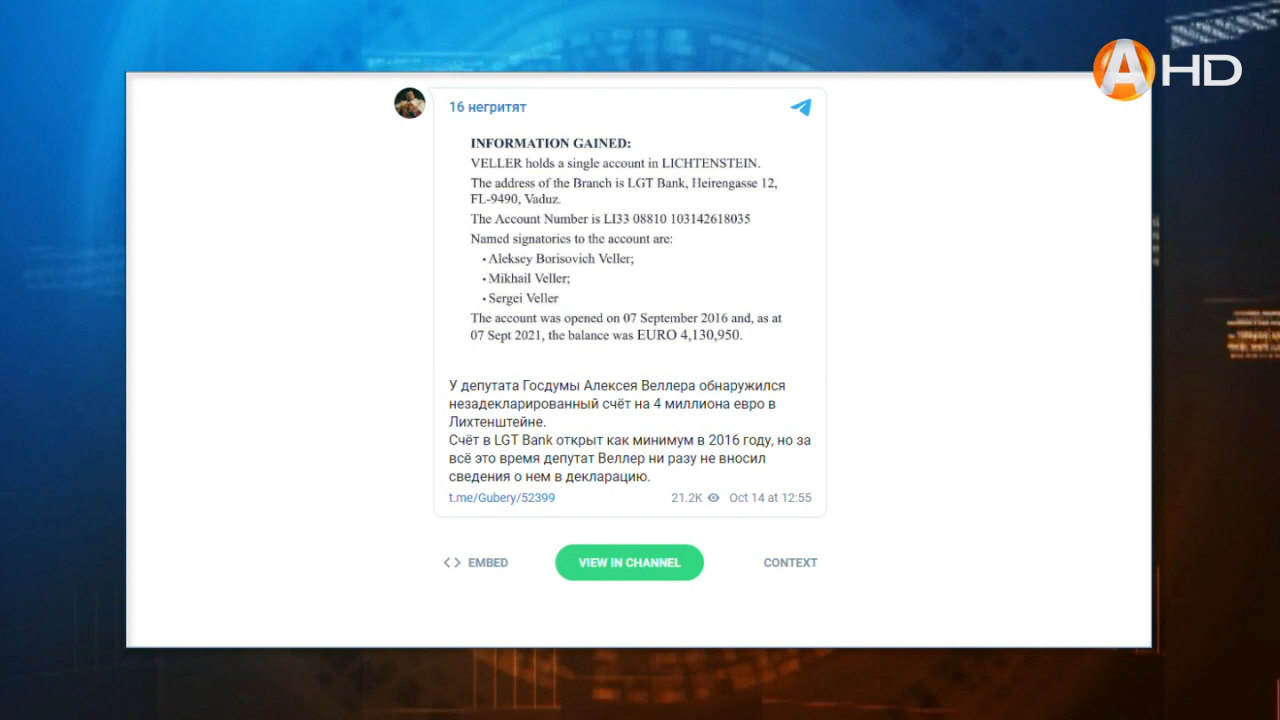 A HD
16 негритят
INFORMATION GAINED:
VELLER holds a single account in LICHTENSTEIN.
The address of the Branch is LGT Bank, Heirengasse 12,
FL-9490, Vaduz.
The Account Number is LI33 08810 103142618035
Named signatories to the account are:
• Aleksey Borisovich Veller;
• Mikhail Veller;
• Sergei Veller
The account was opened on 07 September 2016 and, as at
07 Sept 2021, the balance was EURO 4,130,950.
У депутата Госдумы Алексея Веллера обнаружился
незадекларированный счёт на 4 миллиона евро в
Лихтенштейне.
Счёт в LGT Bank открыт как минимум в 2016 году, но за
всё это время депутат Веллер ни разу не вносил
сведения о нем в декларацию.
t.me/Gubery/52399 21.2K Oct 14 at 12:55
<> EMBED VIEW IN CHANNEL CONTEXT